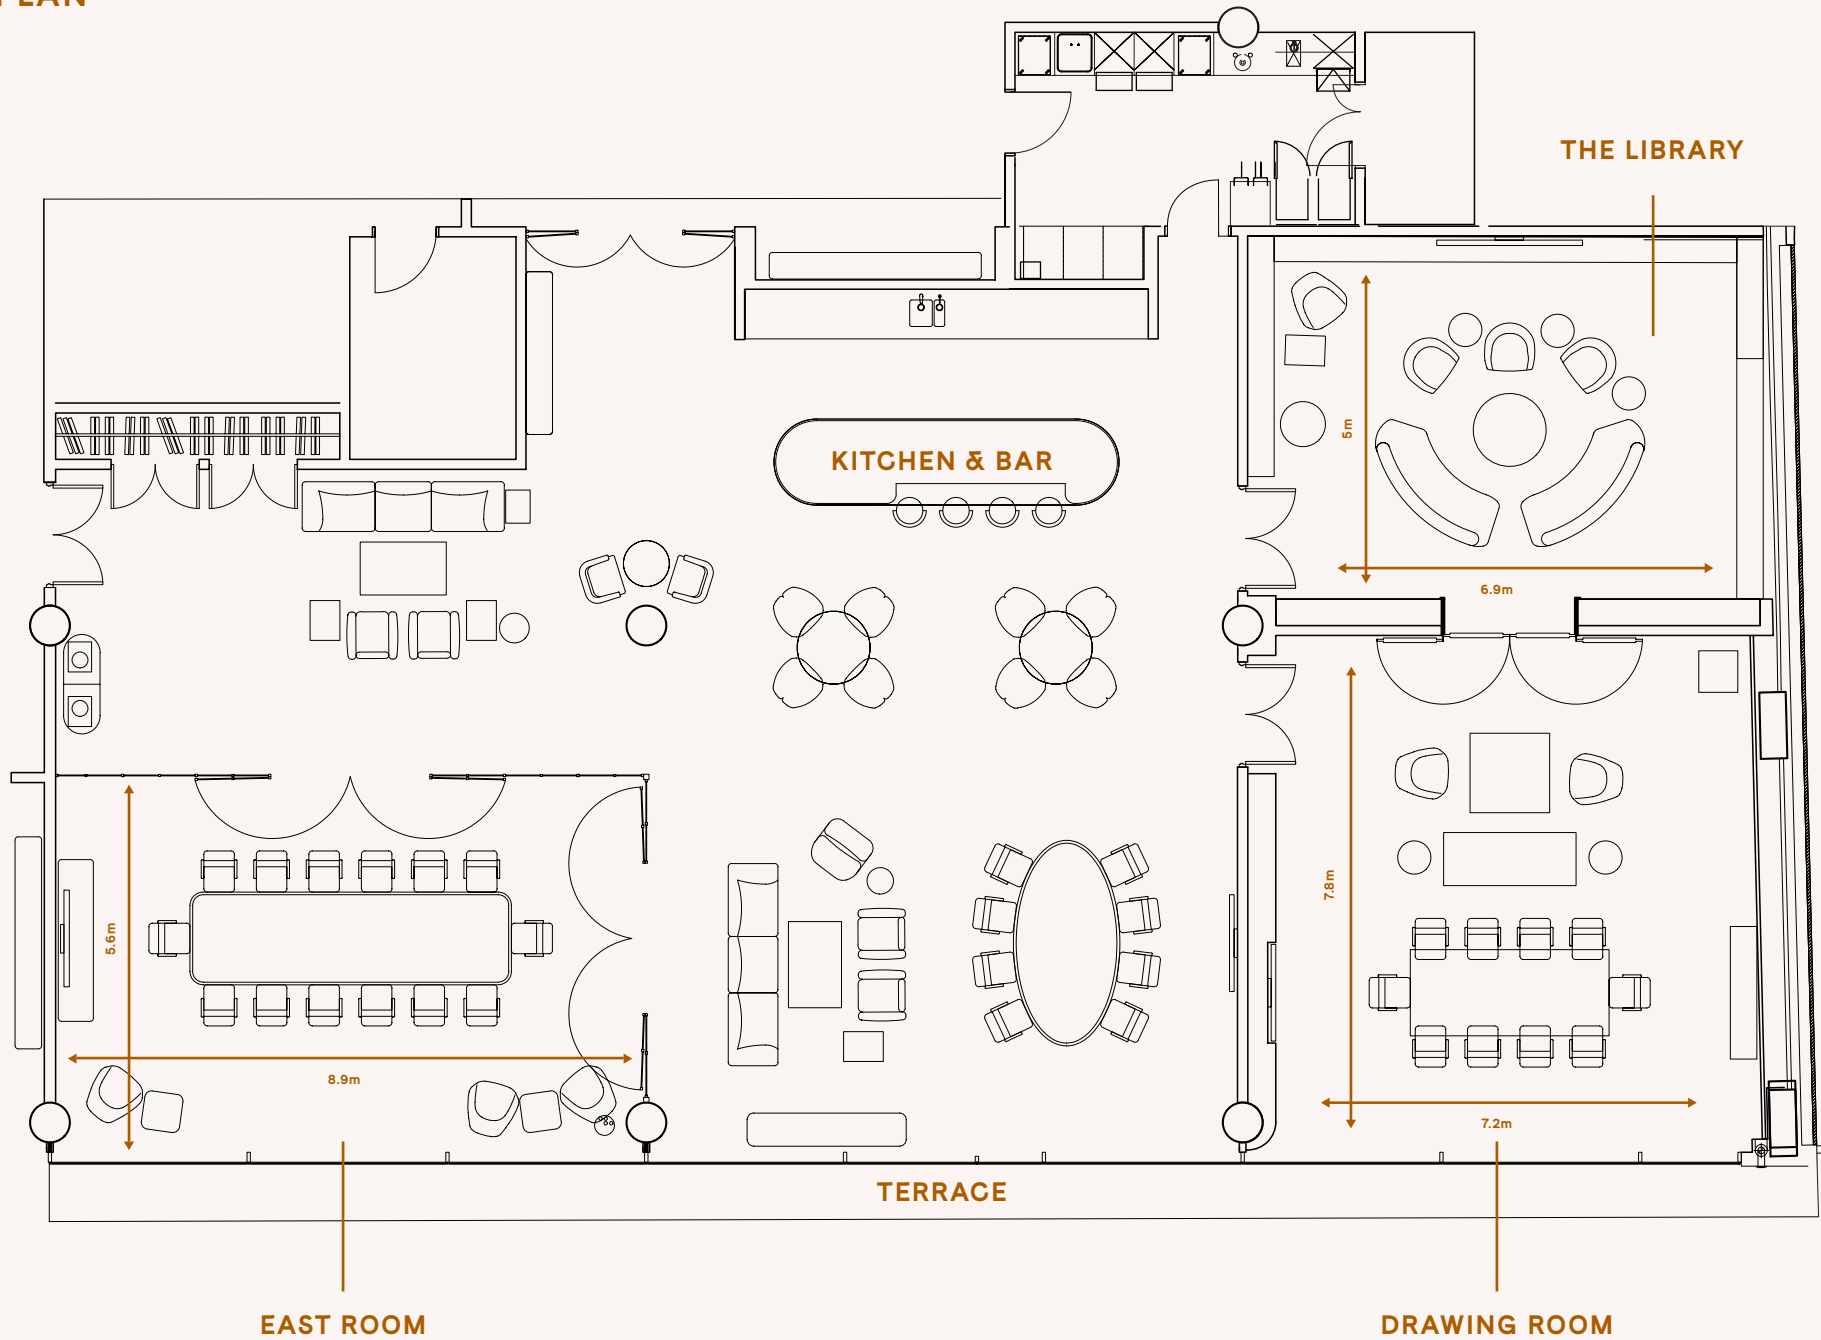 THE LIBRARY
5m
KITCHEN & BAR
6.9m
7.8m
5.6m
8.9m
7.2m
TERRACE
EAST ROOM
DRAWING ROOM